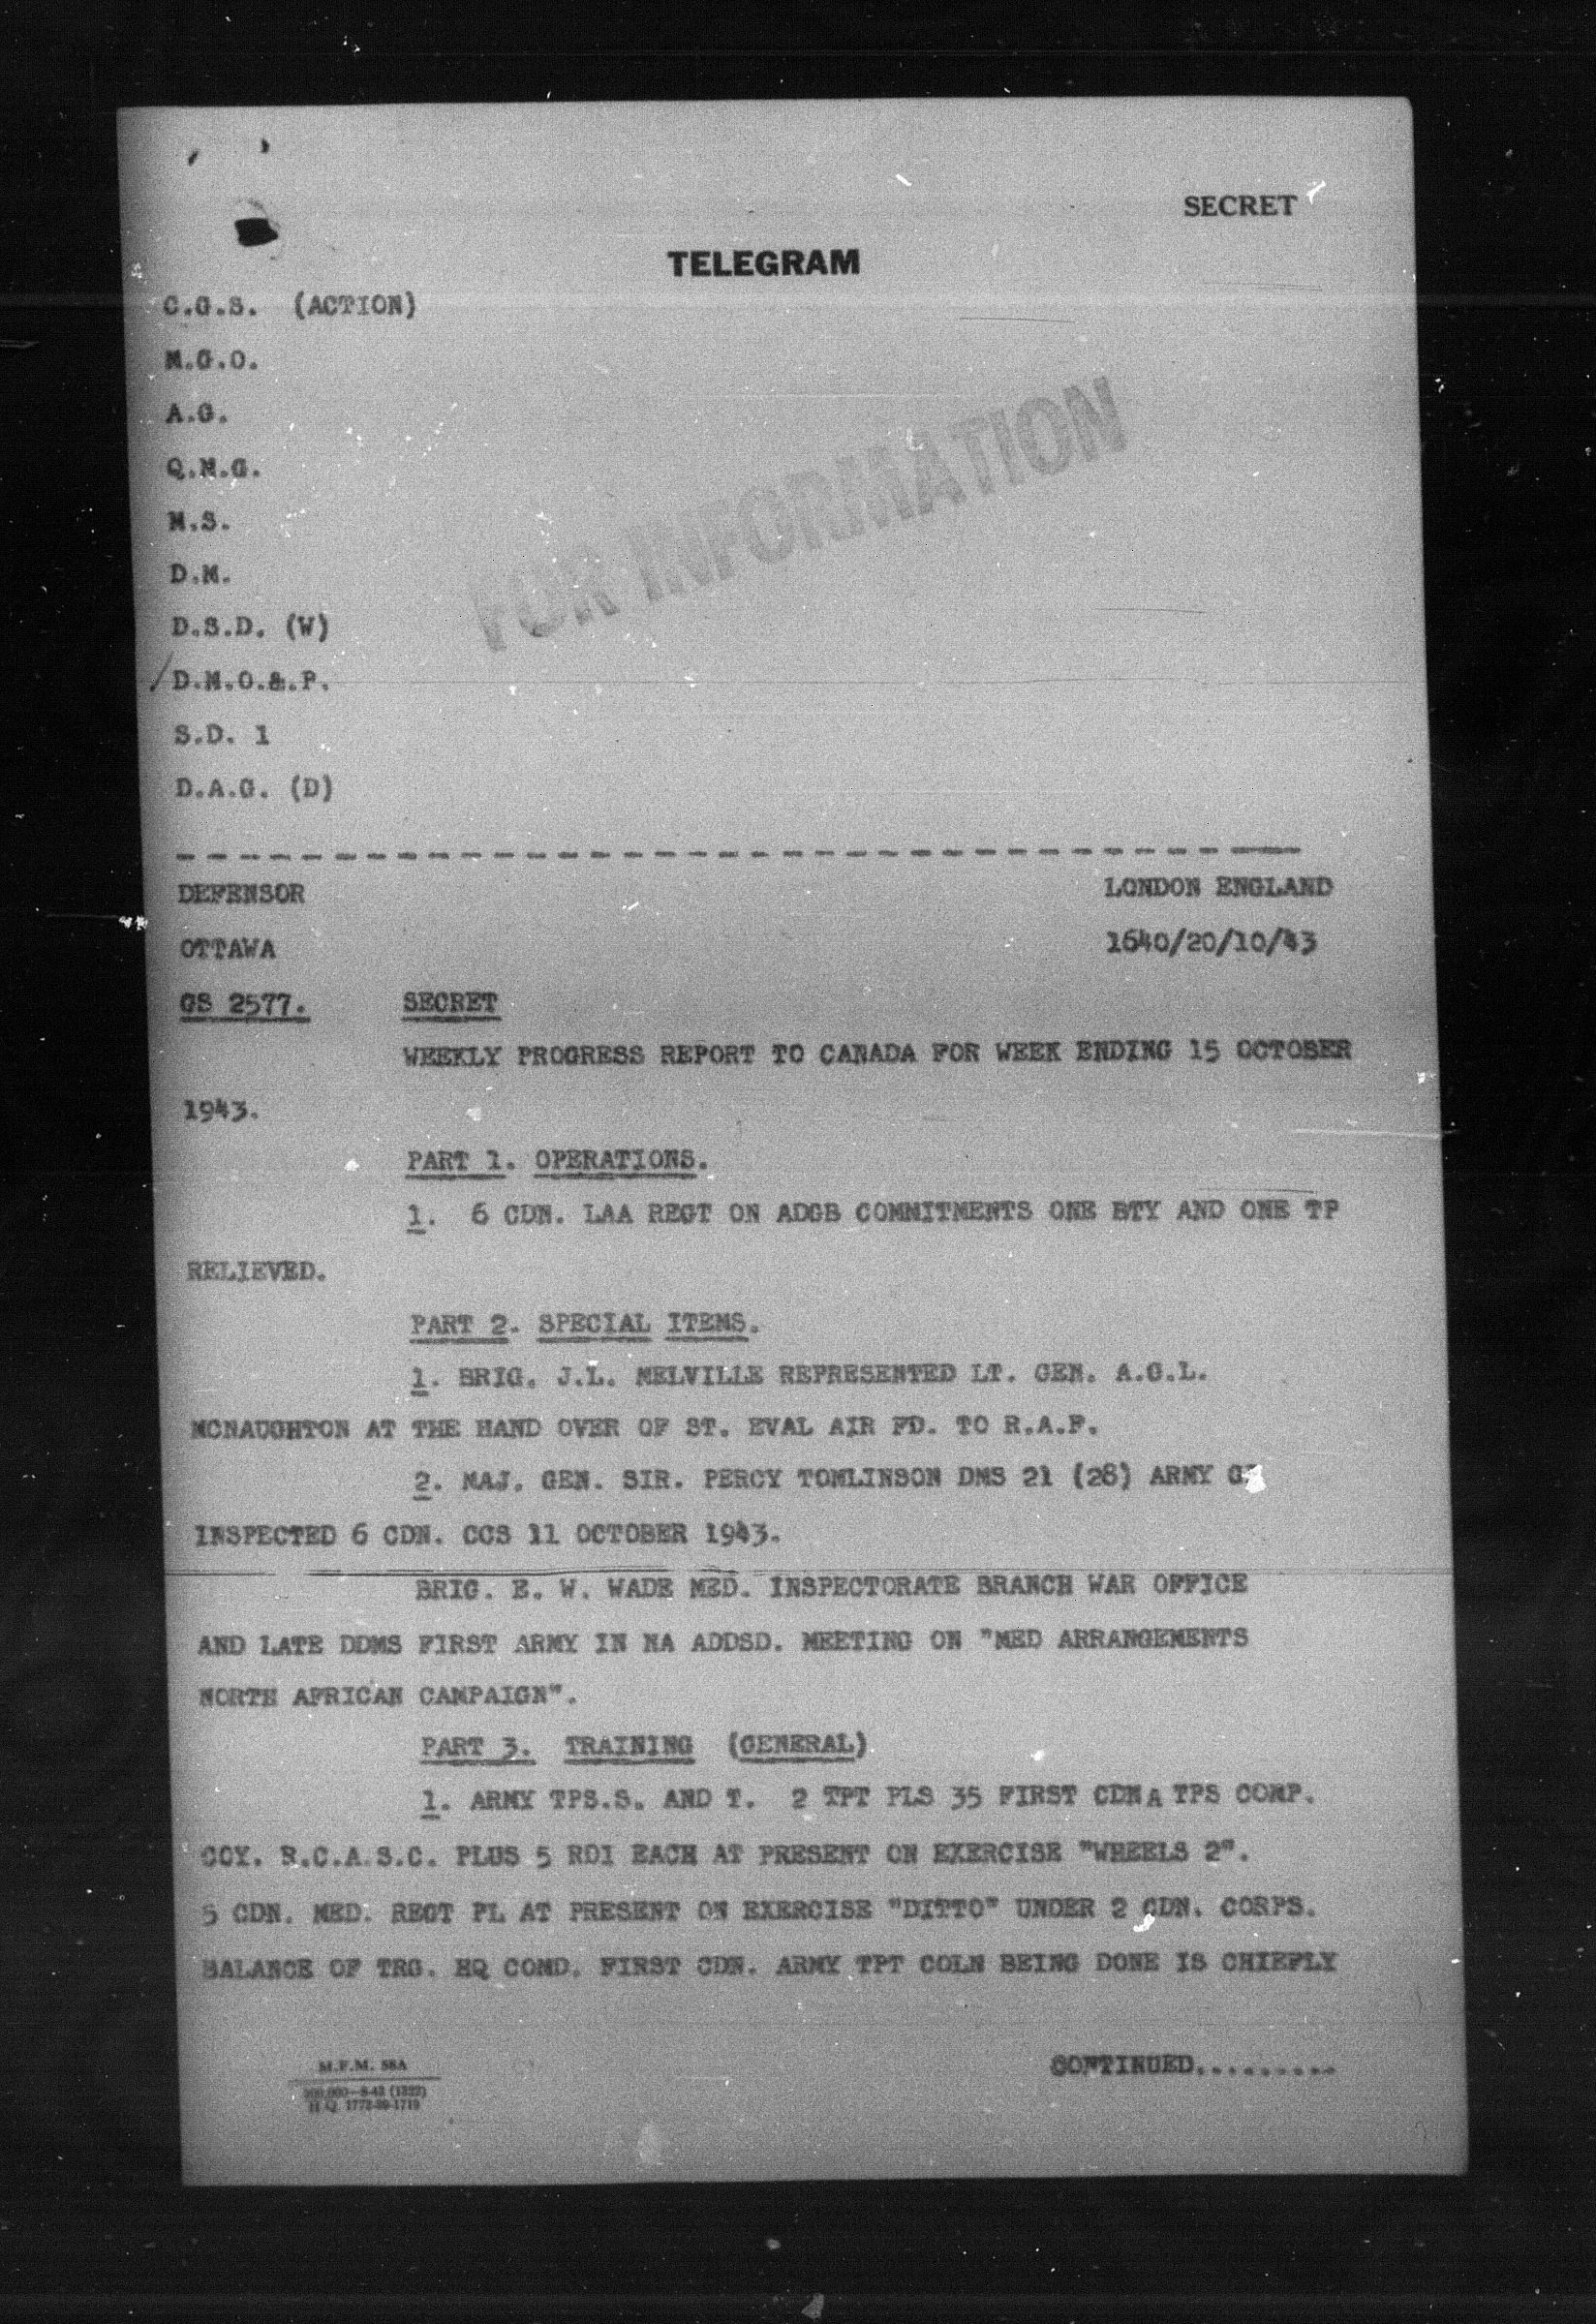 SECRET
TELEGRAM
C.G.S. (ACTION)
M.G.O.
A.G.
Q.M.G.
M.S.
D.M.
D.S.D. (W)
/D.M.O.&.P.
S.D. 1
D.A.G. (D)
FOR INFORMATION
DEFENSOR LONDON ENGLAND
OTTAWA 1640/20/10/43
GS 2577. SECRET
WEEKLY PROGRESS REPORT TO CANADA FOR WEEK ENDING 15 OCTOBER
1943.
PART 1. OPERATIONS.
1. 6 CDN. LAA REGT ON ADGB COMMITMENTS ONE BTY AND ONE TP
RELIEVED.
PART 2. SPECIAL ITEMS.
1. BRIG. J.L. MELVILLE REPRESENTED LT. GEN. A.G.L.
MCNAUGHTON AT THE HAND OVER OF ST. EVAL AIR FD. TO R.A.F.
2. MAJ. GEN. SIR. PERCY TOMLINSON DMS 21 (28) ARMY
INSPECTED 6 CDN. CCS 11 OCTOBER 1943.
BRIG. E. W. WADE MED. INSPECTORATE BRANCH WAR OFFICE
AND LATE DDMS FIRST ARMY IN NA ADDSD. MEETING ON "MED ARRANGEMENTS
NORTH AFRICAN CAMPAIGN".
PART 3. TRAINING (GENERAL)
1. ARMY TPS.S. AND T. 2 TPT PLS 35 FIRST CDN A TPS COMP.
COY. R.C.A.S.C. PLUS 5 RDI EACH AT PRESENT ON EXERCISE "WHEELS 2".
5 CDN. MED. REGT PL AT PRESENT ON EXERCISE "DITTO" UNDER 2 CDN. CORPS.
BALANCE OF TRG. HQ COMD. FIRST CDN. ARMY TPT COLN BEING DONE IS CHIEFLY
CONTINUED..........
M.F.M. 58A
H.Q. 1772-39-1719